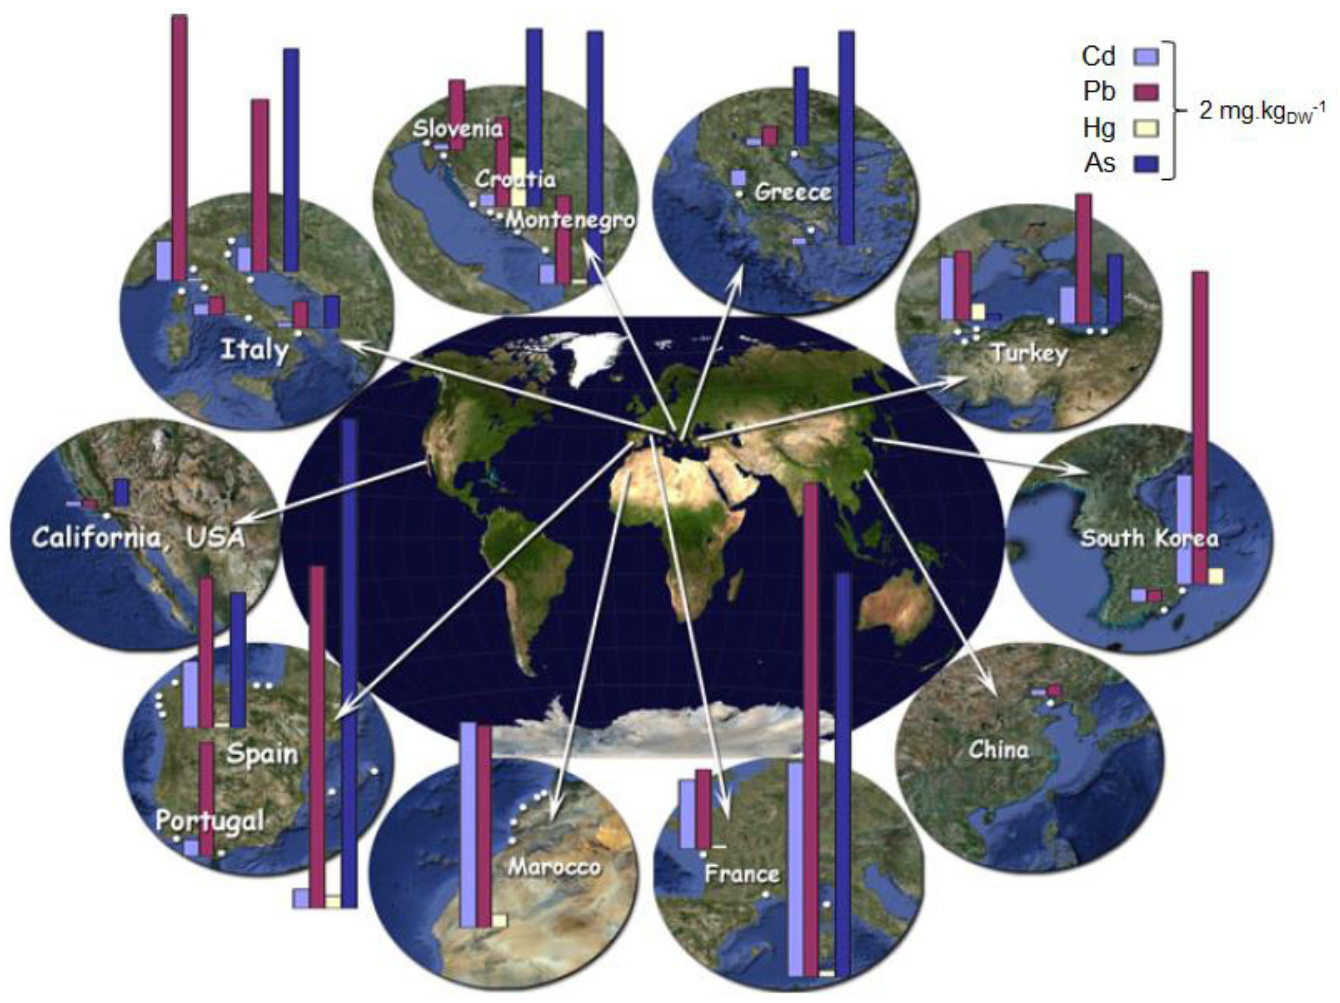 Cd
Pb
Hg
As
2 mg.kgDW-1
Slovenia
Croatia
Montenegro
Greece
Italy
Turkey
California, USA
South Korea
Spain
Portugal
Marocco
France
China